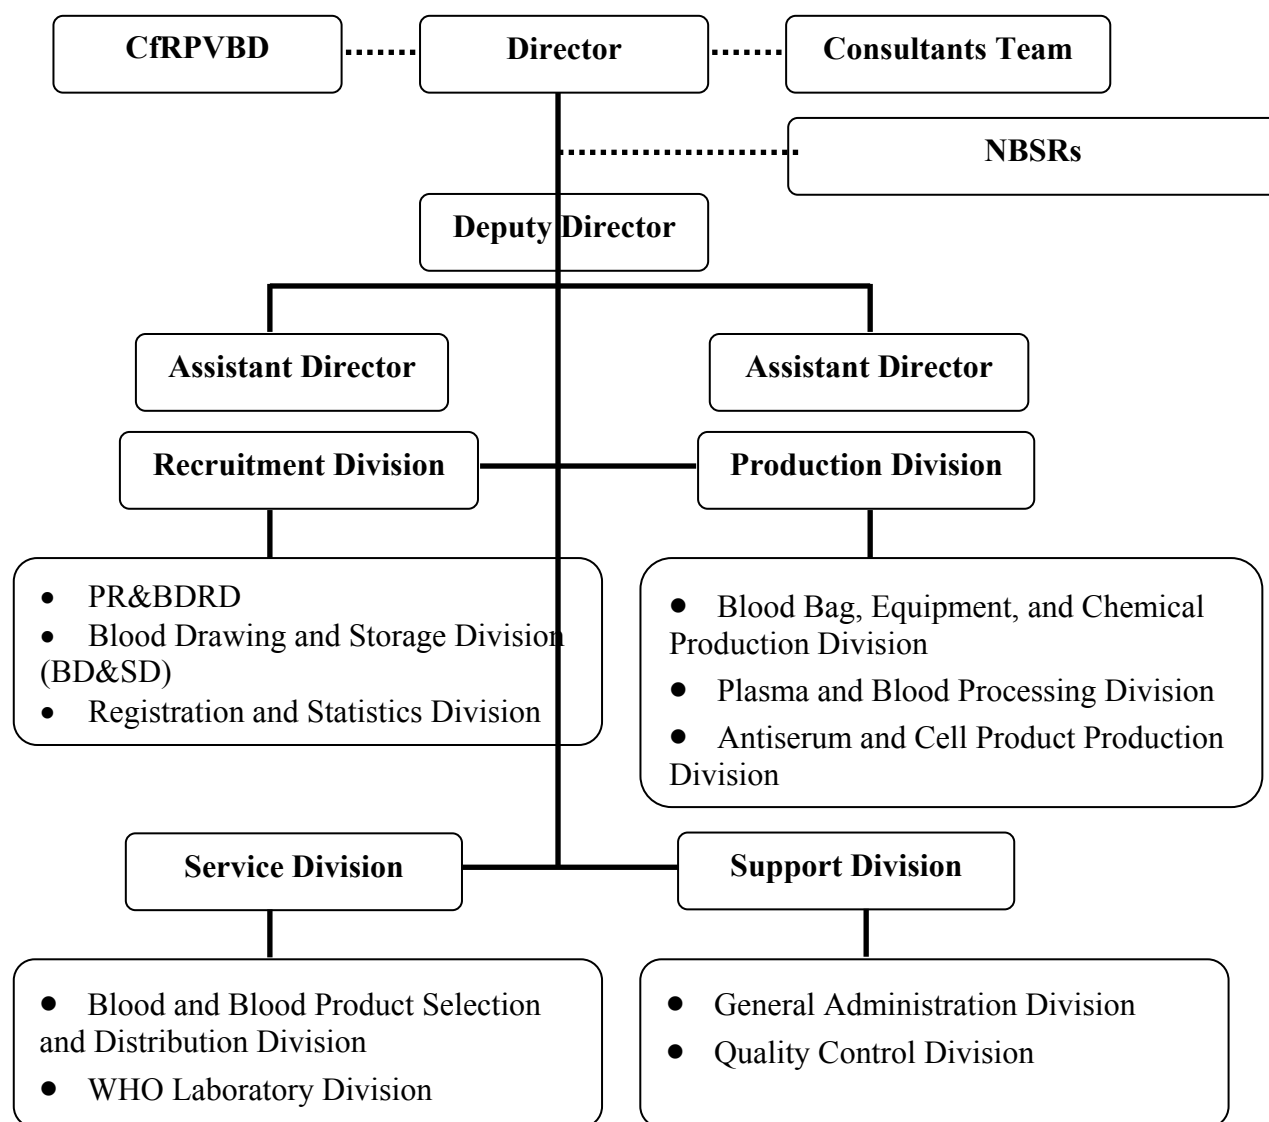 CfRPVBD
Director
Consultants Team
NBSRs
Deputy Director
Assistant Director
Assistant Director
Recruitment Division
Production Division
• PR&BDRD
• Blood Drawing and Storage Division
(BD&SD)
• Registration and Statistics Division
● Blood Bag, Equipment, and Chemical
Production Division
● Plasma and Blood Processing Division
● Antiserum and Cell Product Production
Division
Service Division
Support Division
● Blood and Blood Product Selection
and Distribution Division
● WHO Laboratory Division
● General Administration Division
● Quality Control Division